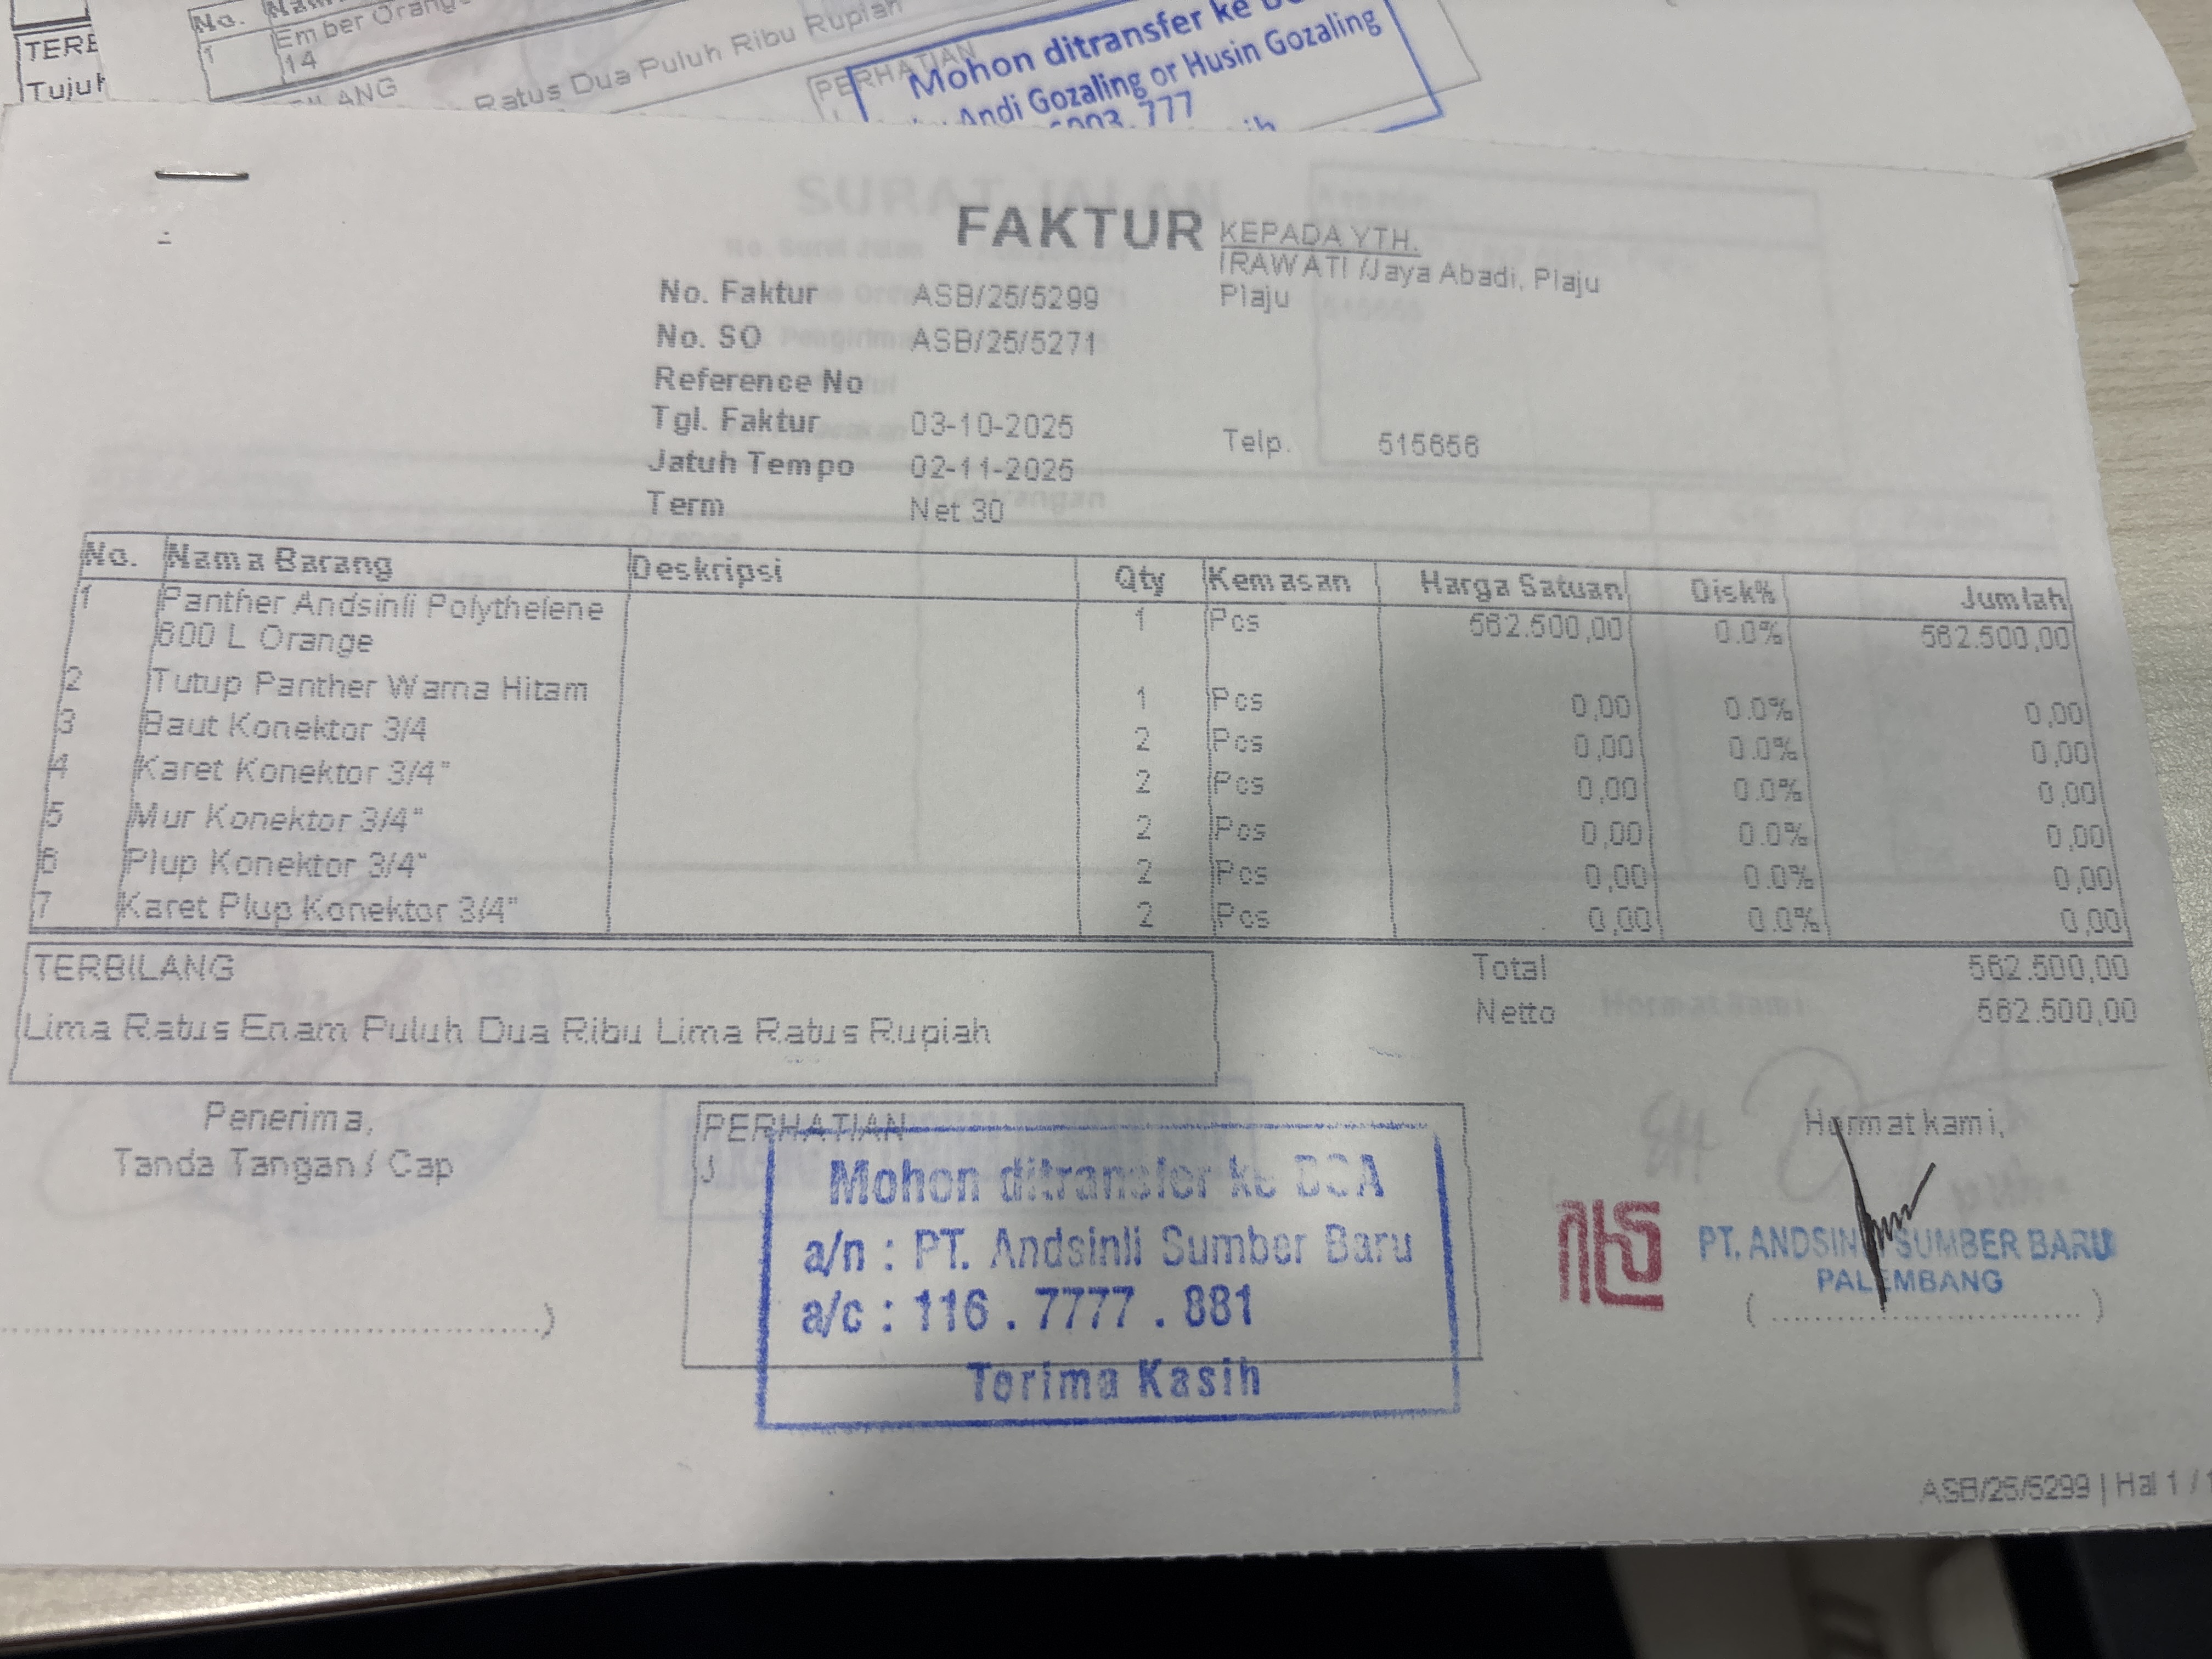 No.
1
Ember Orange
14
TERB
Tujuh
Ratus Dua Puluh Ribu Rupiah
PERHATIAN
Mohon ditransfer ke
Andi Gozaling or Husin Gozaling
777
FAKTUR
KEPADA YTH.
IRAWATI /Jaya Abadi, Plaju
Plaju
No. Faktur ASB/25/5299
No. SO ASB/25/5271
Reference No
Tgl. Faktur 03-10-2025
Jatuh Tempo 02-11-2025
Term Net 30
Telp. 515656
No. Nama Barang Deskripsi Qty Kemasan Harga Satuan Disk% Jumlah
1 Panther Andsinli Polythelene 1 Pcs 562.500,00 0.0% 562.500,00
600 L Orange
2 Tutup Panther Warna Hitam 1 Pcs 0,00 0.0% 0,00
3 Baut Konektor 3/4 2 Pcs 0,00 0.0% 0,00
4 Karet Konektor 3/4" 2 Pcs 0,00 0.0% 0,00
5 Mur Konektor 3/4" 2 Pcs 0,00 0.0% 0,00
6 Plup Konektor 3/4" 2 Pcs 0,00 0.0% 0,00
7 Karet Plup Konektor 3/4" 2 Pcs 0,00 0.0% 0,00
TERBILANG
Lima Ratus Enam Puluh Dua Ribu Lima Ratus Rupiah
Total 562.500,00
Netto 562.500,00
Penerima,
Tanda Tangan / Cap
.......................................)
PERHATIAN
J
Mohon ditransfer ke BCA
a/n : PT. Andsinli Sumber Baru
a/c : 116 . 7777 . 881
Terima Kasih
Hormat kami,
PT. ANDSINLI SUMBER BARU
PALEMBANG
( ................................ )
ASB/25/5299 | Hal 1 / 1